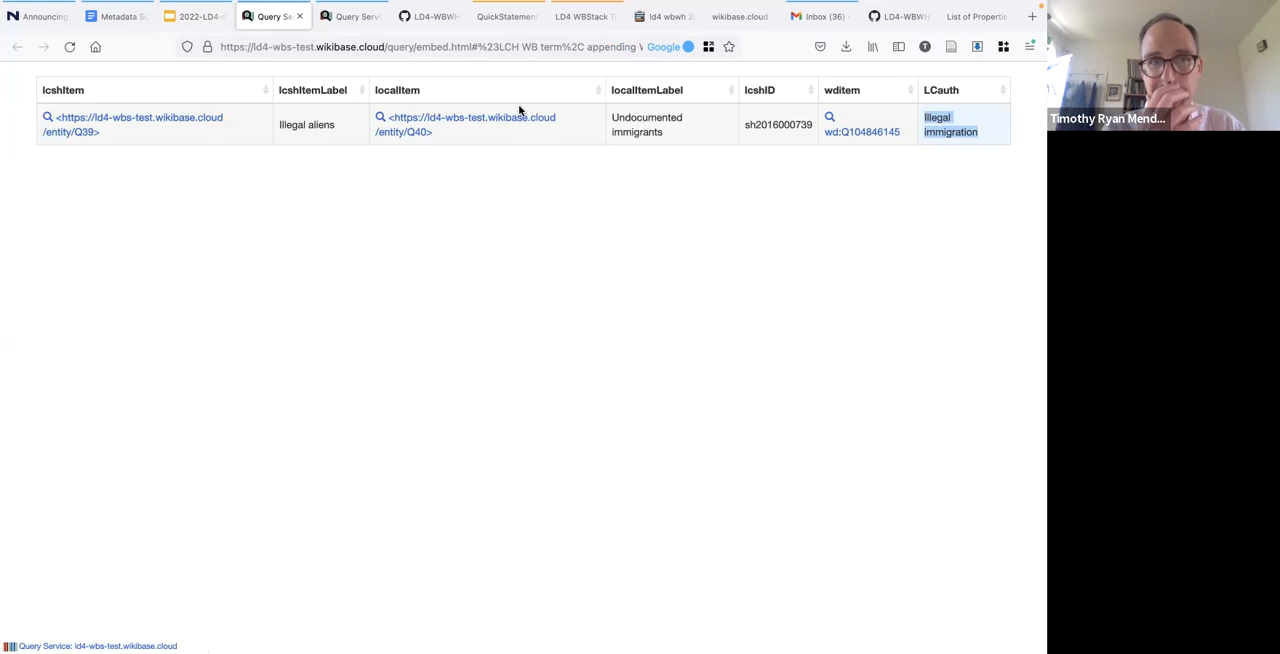 Announcing
Metadata Sc
2022-LD4-
Query Se
Query Servi
LD4-WBWH
QuickStatement
LD4 WBStack T
ld4 wbwh 2
wikibase.cloud
Inbox (36)
LD4-WBW
List of Properti
https://ld4-wbs-test.wikibase.cloud/query/embed.html#%23LCH WB term%2C appending
Google
lcshItem
lcshItemLabel
localItem
localItemLabel
lcshID
wditem
LCauth
<https://ld4-wbs-test.wikibase.cloud
/entity/Q39>
Illegal aliens
<https://ld4-wbs-test.wikibase.cloud
/entity/Q40>
Undocumented
immigrants
sh2016000739
wd:Q104846145
Illegal
immigration
Timothy Ryan Mend...
Query Service: ld4-wbs-test.wikibase.cloud